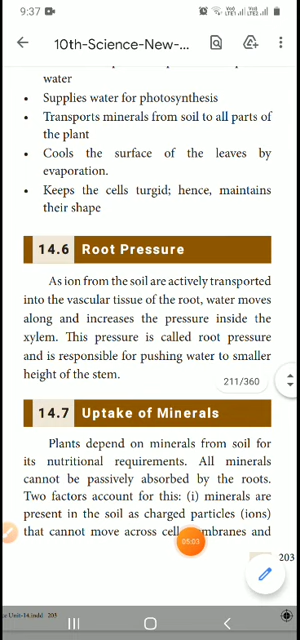 9:37
10th-Science-New-...
water
• Supplies water for photosynthesis
• Transports minerals from soil to all parts of
the plant
• Cools the surface of the leaves by
evaporation.
• Keeps the cells turgid; hence, maintains
their shape
14.6 Root Pressure
As ion from the soil are actively transported
into the vascular tissue of the root, water moves
along and increases the pressure inside the
xylem. This pressure is called root pressure
and is responsible for pushing water to smaller
height of the stem.
211/360
14.7 Uptake of Minerals
Plants depend on minerals from soil for
its nutritional requirements. All minerals
cannot be passively absorbed by the roots.
Two factors account for this: (i) minerals are
present in the soil as charged particles (ions)
that cannot move across cell mbranes and
05:03
203
e Unit-14.indd 203